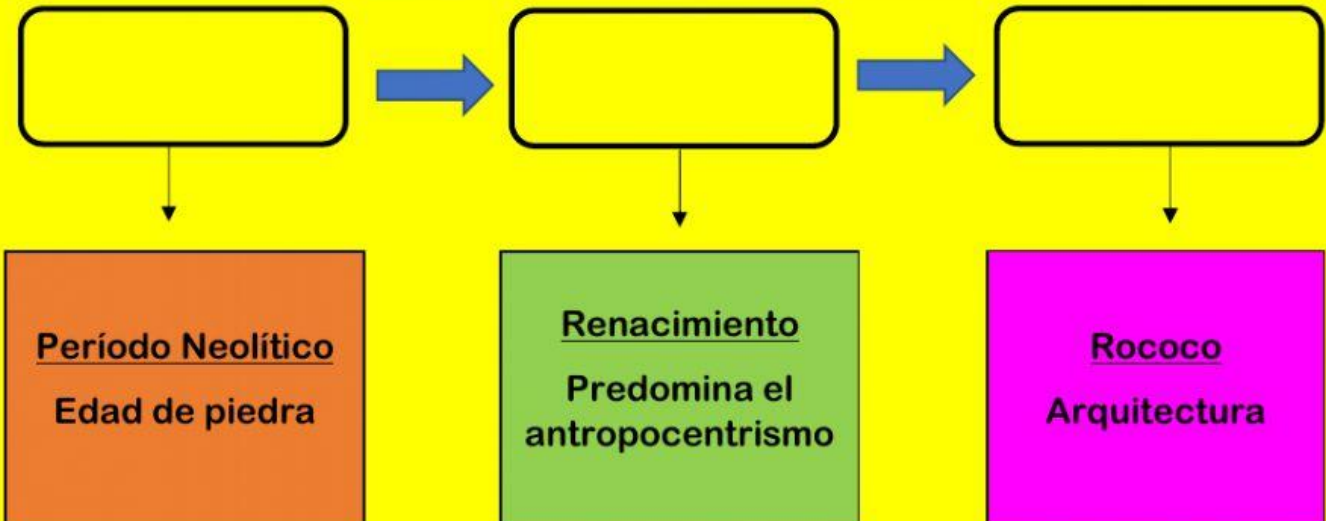 Período Neolítico
Edad de piedra
Renacimiento
Predomina el
antropocentrismo
Rococo
Arquitectura